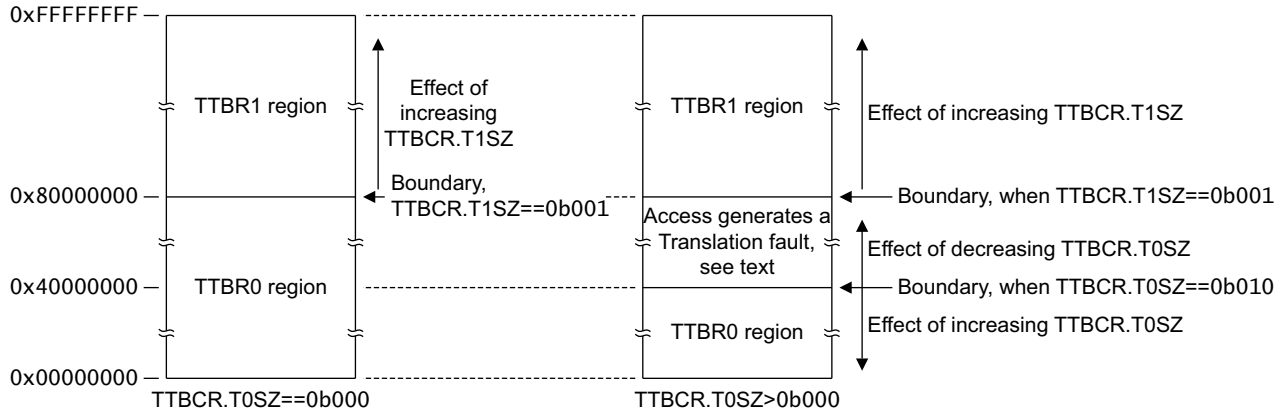 0xFFFFFFFF
TTBR1 region
Effect of
increasing
TTBCR.T1SZ
TTBR1 region
Effect of increasing TTBCR.T1SZ
0x80000000
Boundary,
TTBCR.T1SZ==0b001
Boundary, when TTBCR.T1SZ==0b001
Access generates a
Translation fault,
see text
Effect of decreasing TTBCR.T0SZ
0x40000000
TTBR0 region
Boundary, when TTBCR.T0SZ==0b010
TTBR0 region
Effect of increasing TTBCR.T0SZ
0x00000000
TTBCR.T0SZ==0b000
TTBCR.T0SZ>0b000